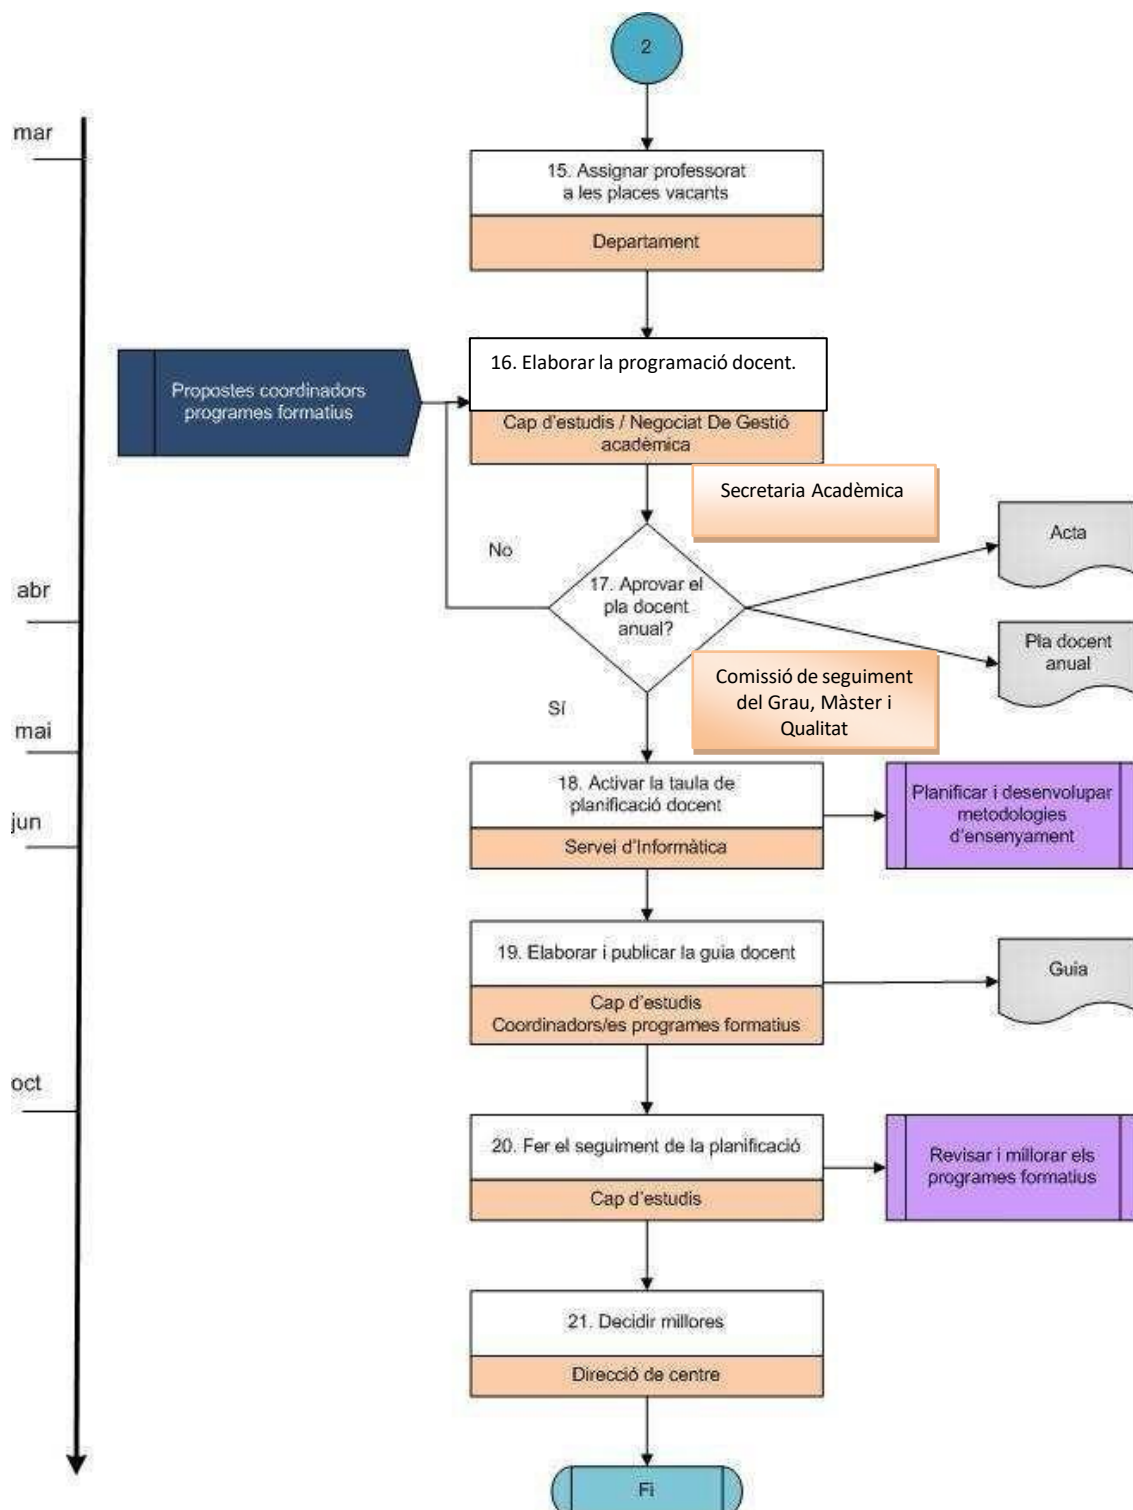 2
mar
15. Assignar professorat
a les places vacants
Departament
Propostes coordinadors
programes formatius
16. Elaborar la programació docent.
Cap d'estudis / Negociat De Gestió
acadèmica
Secretaria Acadèmica
No
Acta
17. Aprovar el
pla docent
anual?
abr
Pla docent
anual
Comissió de seguiment
del Grau, Màster i
Qualitat
Sí
mai
18. Activar la taula de
planificació docent
Servei d'Informàtica
Planificar i desenvolupar
metodologies
d'ensenyament
jun
19. Elaborar i publicar la guia docent
Cap d'estudis
Coordinadors/es programes formatius
Guia
oct
20. Fer el seguiment de la planificació
Cap d'estudis
Revisar i millorar els
programes formatius
21. Decidir millores
Direcció de centre
Fi